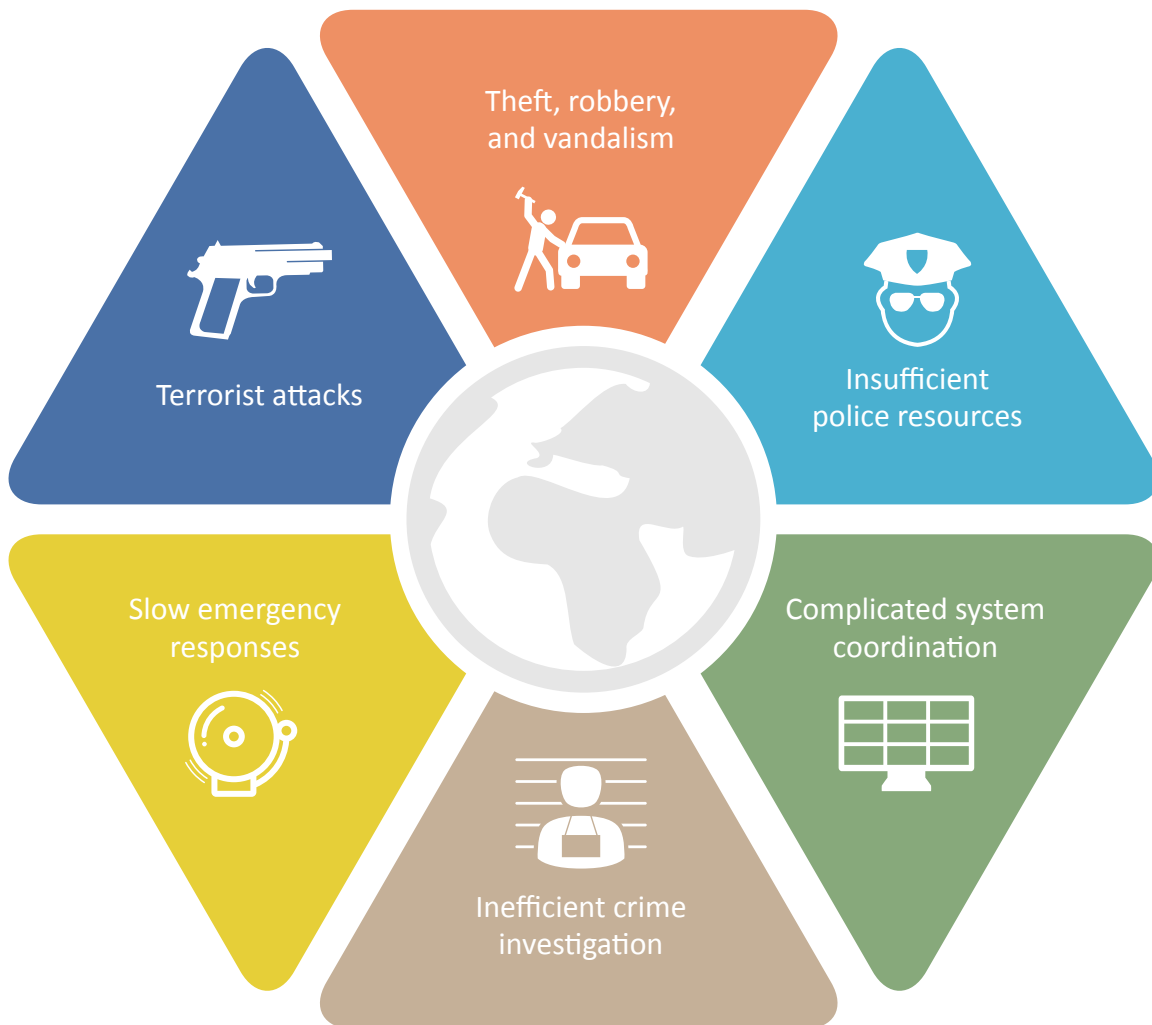 Theft, robbery,
and vandalism
Terrorist attacks
Insufficient
police resources
Slow emergency
responses
Complicated system
coordination
Inefficient crime
investigation